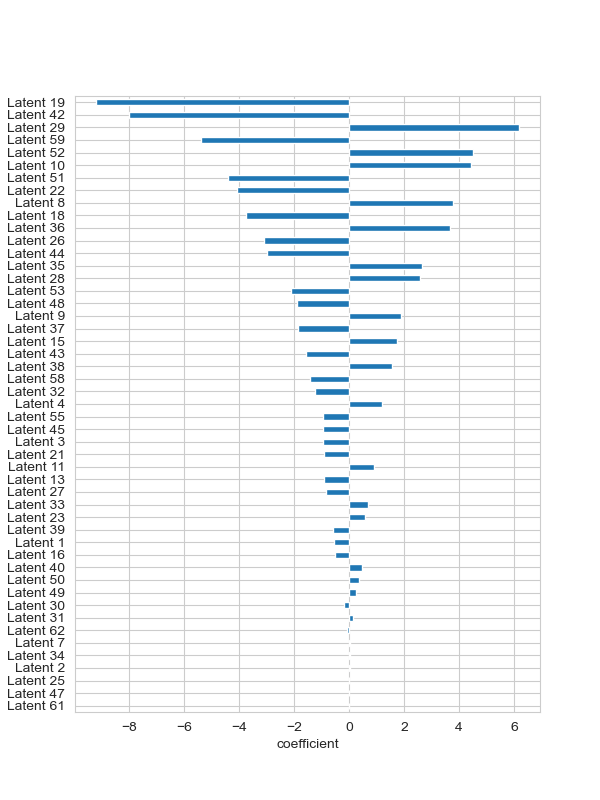 Latent 19
Latent 42
Latent 29
Latent 59
Latent 52
Latent 10
Latent 51
Latent 22
Latent 8
Latent 18
Latent 36
Latent 26
Latent 44
Latent 35
Latent 28
Latent 53
Latent 48
Latent 9
Latent 37
Latent 15
Latent 43
Latent 38
Latent 58
Latent 32
Latent 4
Latent 55
Latent 45
Latent 3
Latent 21
Latent 11
Latent 13
Latent 27
Latent 33
Latent 23
Latent 39
Latent 1
Latent 16
Latent 40
Latent 50
Latent 49
Latent 30
Latent 31
Latent 62
Latent 7
Latent 34
Latent 2
Latent 25
Latent 47
Latent 61
−8 −6 −4 −2 0 2 4 6
coefficient